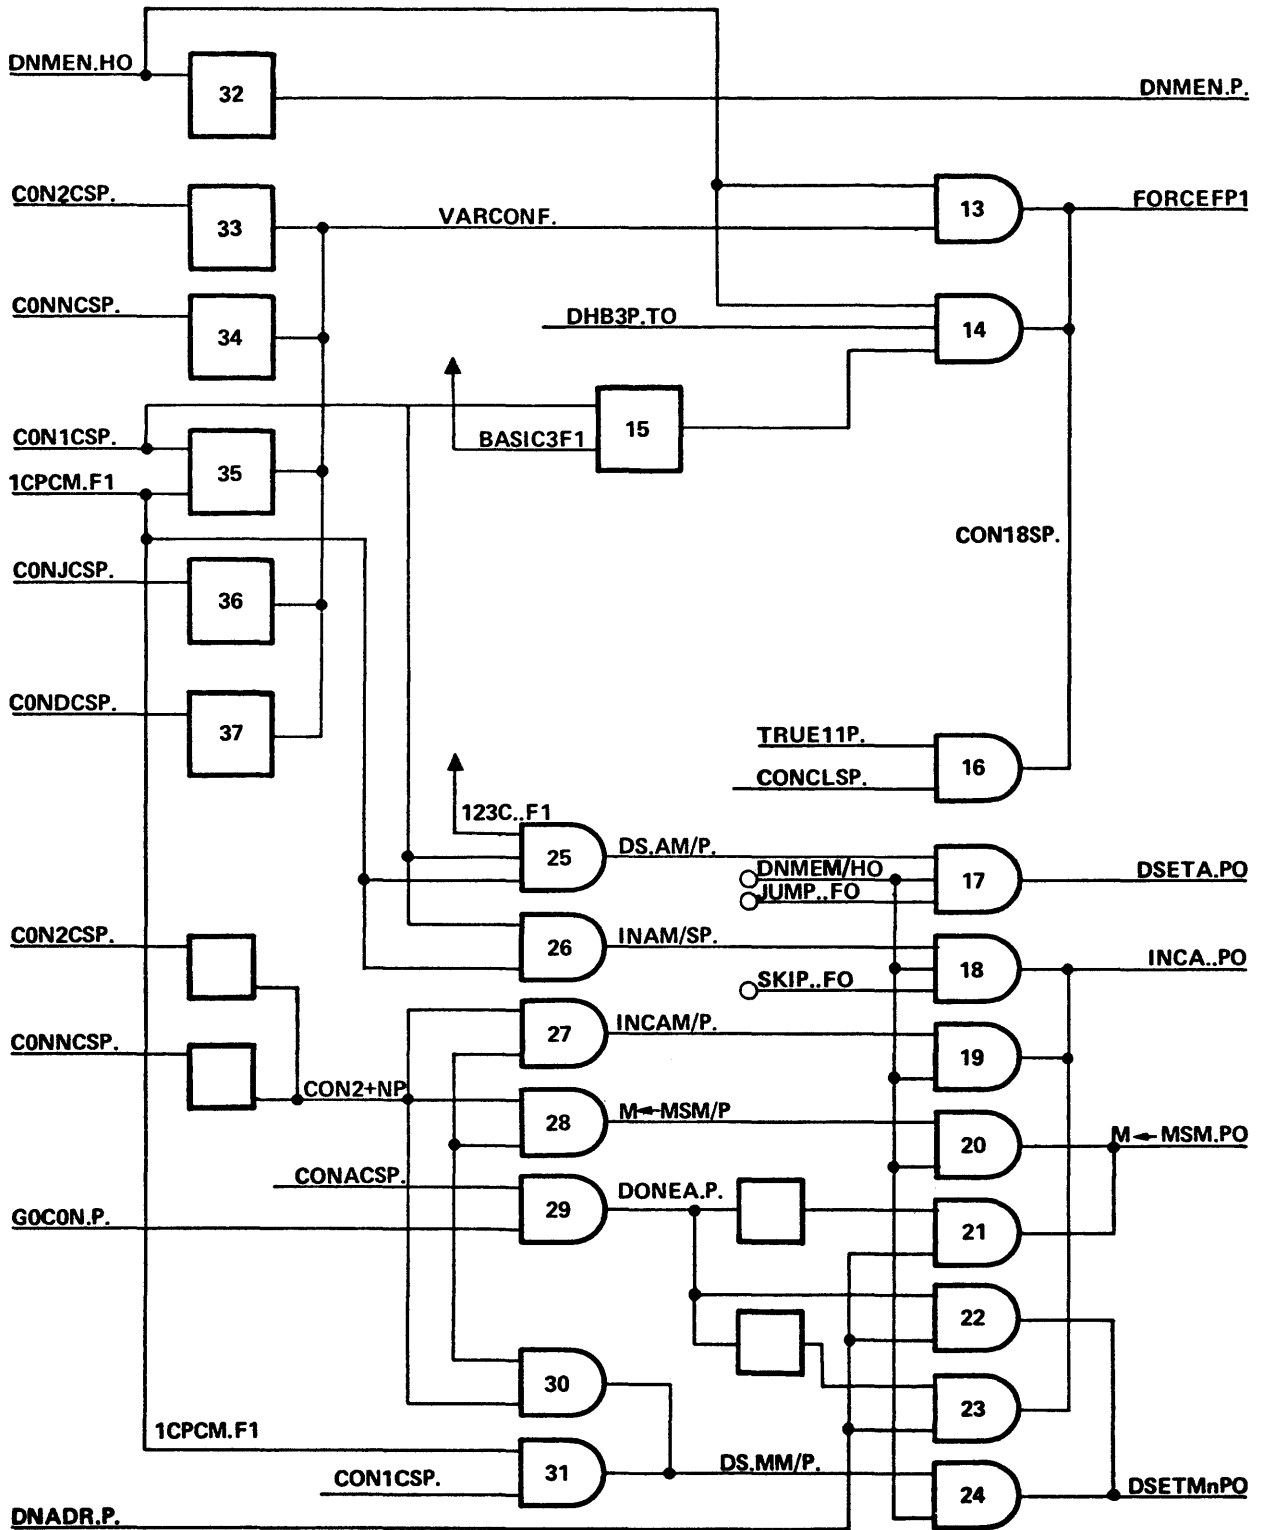 DNMEN.HO
32
DNMEN.P.
C0N2CSP.
33
VARCONF.
13
FORCEFP1
C0NNCSP.
34
DHB3P.TO
14
C0N1CSP.
35
BASIC3F1
15
1CPCM.F1
CON18SP.
C0NJCSP.
36
C0NDCSP.
37
TRUE11P.
16
CONCLSP.
123C..F1
25
DS.AM/P.
DNMEM/HO
17
DSETA.PO
JUMP..FO
C0N2CSP.
26
INAM/SP.
18
INCA..PO
SKIP..FO
C0NNCSP.
27
INCAM/P.
19
CON2+NP
28
M←MSM/P
20
M←MSM.PO
CONACSP.
29
DONEA.P.
21
G0C0N.P.
22
30
23
1CPCM.F1
31
DS.MM/P.
24
DSETMnPO
CON1CSP.
DNADR.P.